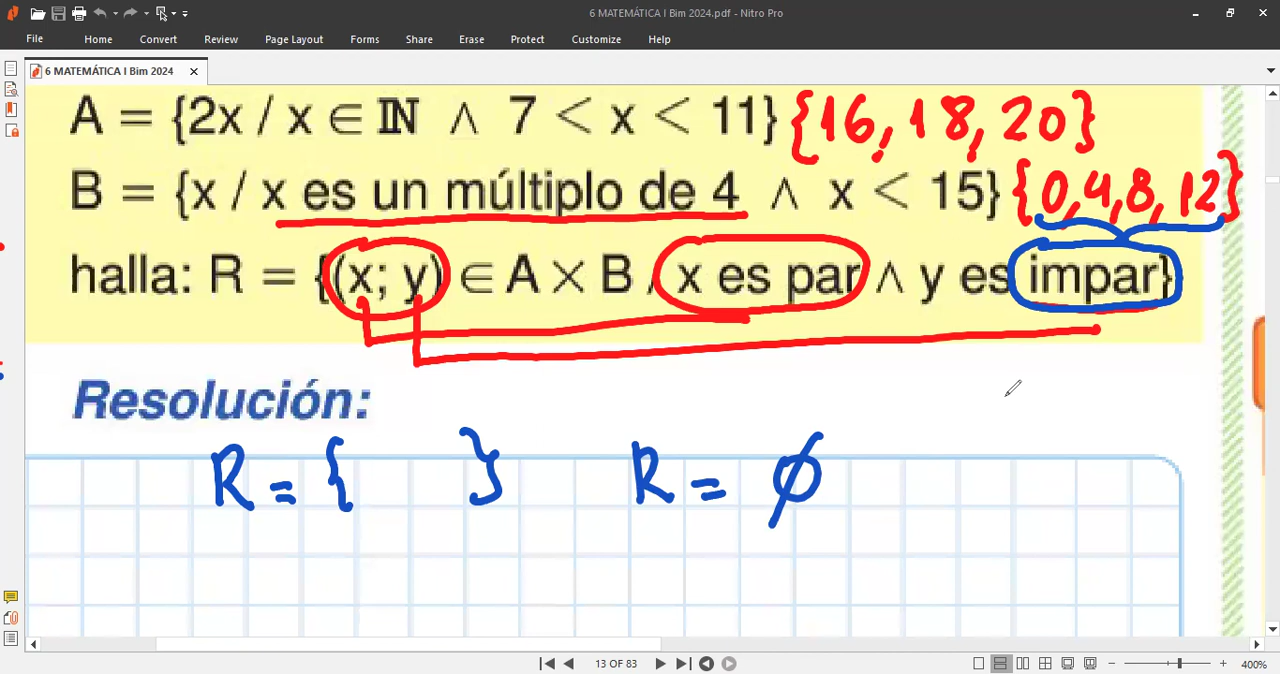 6 MATEMÁTICA I Bim 2024.pdf - Nitro Pro
File Home Convert Review Page Layout Forms Share Erase Protect Customize Help
6 MATEMÁTICA I Bim 2024
A = {2x / x ∈ ℕ ∧ 7 < x < 11} {16, 18, 20}
B = {x / x es un múltiplo de 4 ∧ x < 15} {0, 4, 8, 12}
halla: R = {(x; y) ∈ A × B / x es par ∧ y es impar}
Resolución:
R = { } R = ∅
13 OF 83
400%